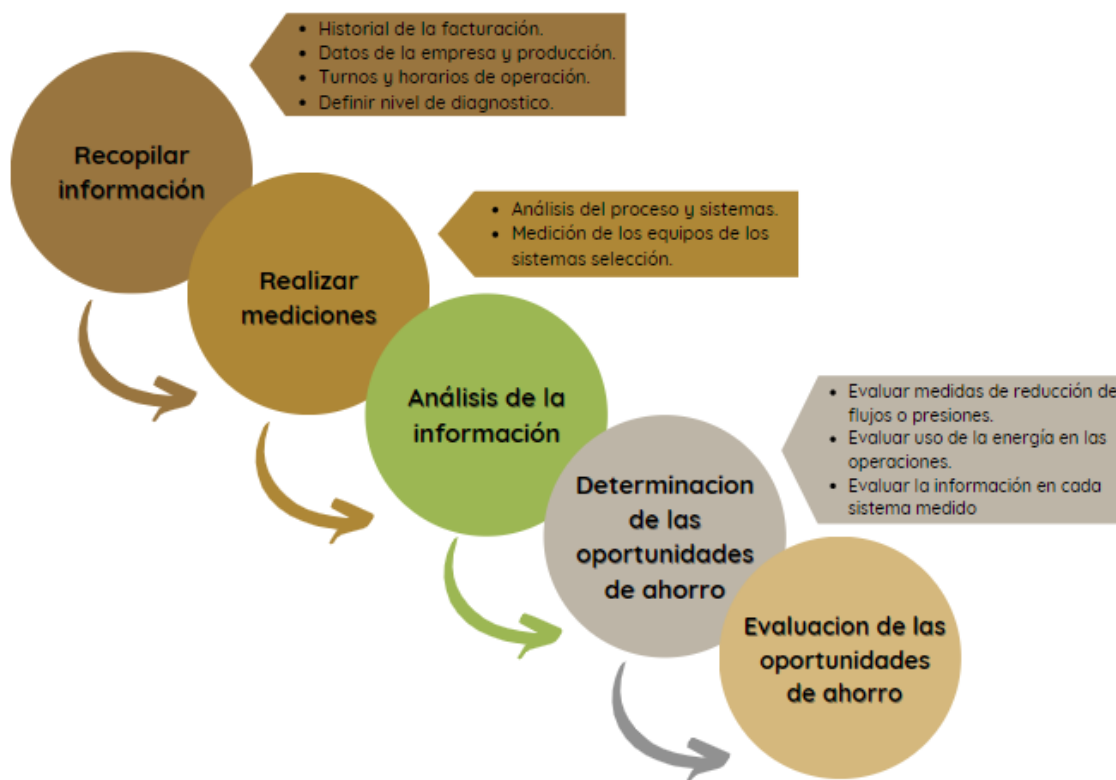 • Historial de la facturación.
• Datos de la empresa y producción.
• Turnos y horarios de operación.
• Definir nivel de diagnostico.
Recopilar
información
• Análisis del proceso y sistemas.
• Medición de los equipos de los
sistemas selección.
Realizar
mediciones
Análisis de la
información
• Evaluar medidas de reducción de
flujos o presiones.
• Evaluar uso de la energía en las
operaciones.
• Evaluar la información en cada
sistema medido
Determinacion
de las
oportunidades
de ahorro
Evaluacion de las
oportunidades
de ahorro